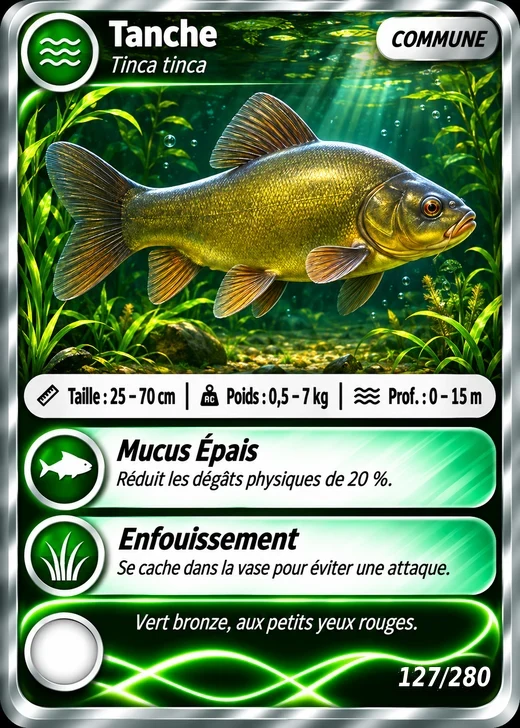 Tanche
Tinca tinca
COMMUNE
Taille : 25 – 70 cm | Poids : 0,5 – 7 kg | Prof. : 0 – 15 m
Mucus Épais
Réduit les dégâts physiques de 20 %.
Enfouissement
Se cache dans la vase pour éviter une attaque.
Vert bronze, aux petits yeux rouges.
127/280